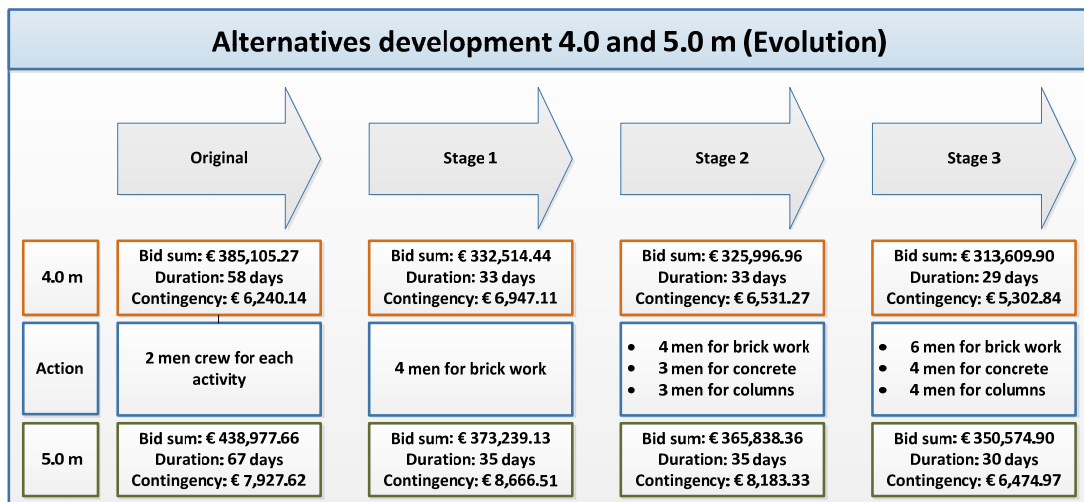 Alternatives development 4.0 and 5.0 m (Evolution)
Original
Stage 1
Stage 2
Stage 3
4.0 m
Bid sum: € 385,105.27
Duration: 58 days
Contingency: € 6,240.14
Bid sum: € 332,514.44
Duration: 33 days
Contingency: € 6,947.11
Bid sum: € 325,996.96
Duration: 33 days
Contingency: € 6,531.27
Bid sum: € 313,609.90
Duration: 29 days
Contingency: € 5,302.84
Action
2 men crew for each
activity
4 men for brick work
• 4 men for brick work
• 3 men for concrete
• 3 men for columns
• 6 men for brick work
• 4 men for concrete
• 4 men for columns
5.0 m
Bid sum: € 438,977.66
Duration: 67 days
Contingency: € 7,927.62
Bid sum: € 373,239.13
Duration: 35 days
Contingency: € 8,666.51
Bid sum: € 365,838.36
Duration: 35 days
Contingency: € 8,183.33
Bid sum: € 350,574.90
Duration: 30 days
Contingency: € 6,474.97